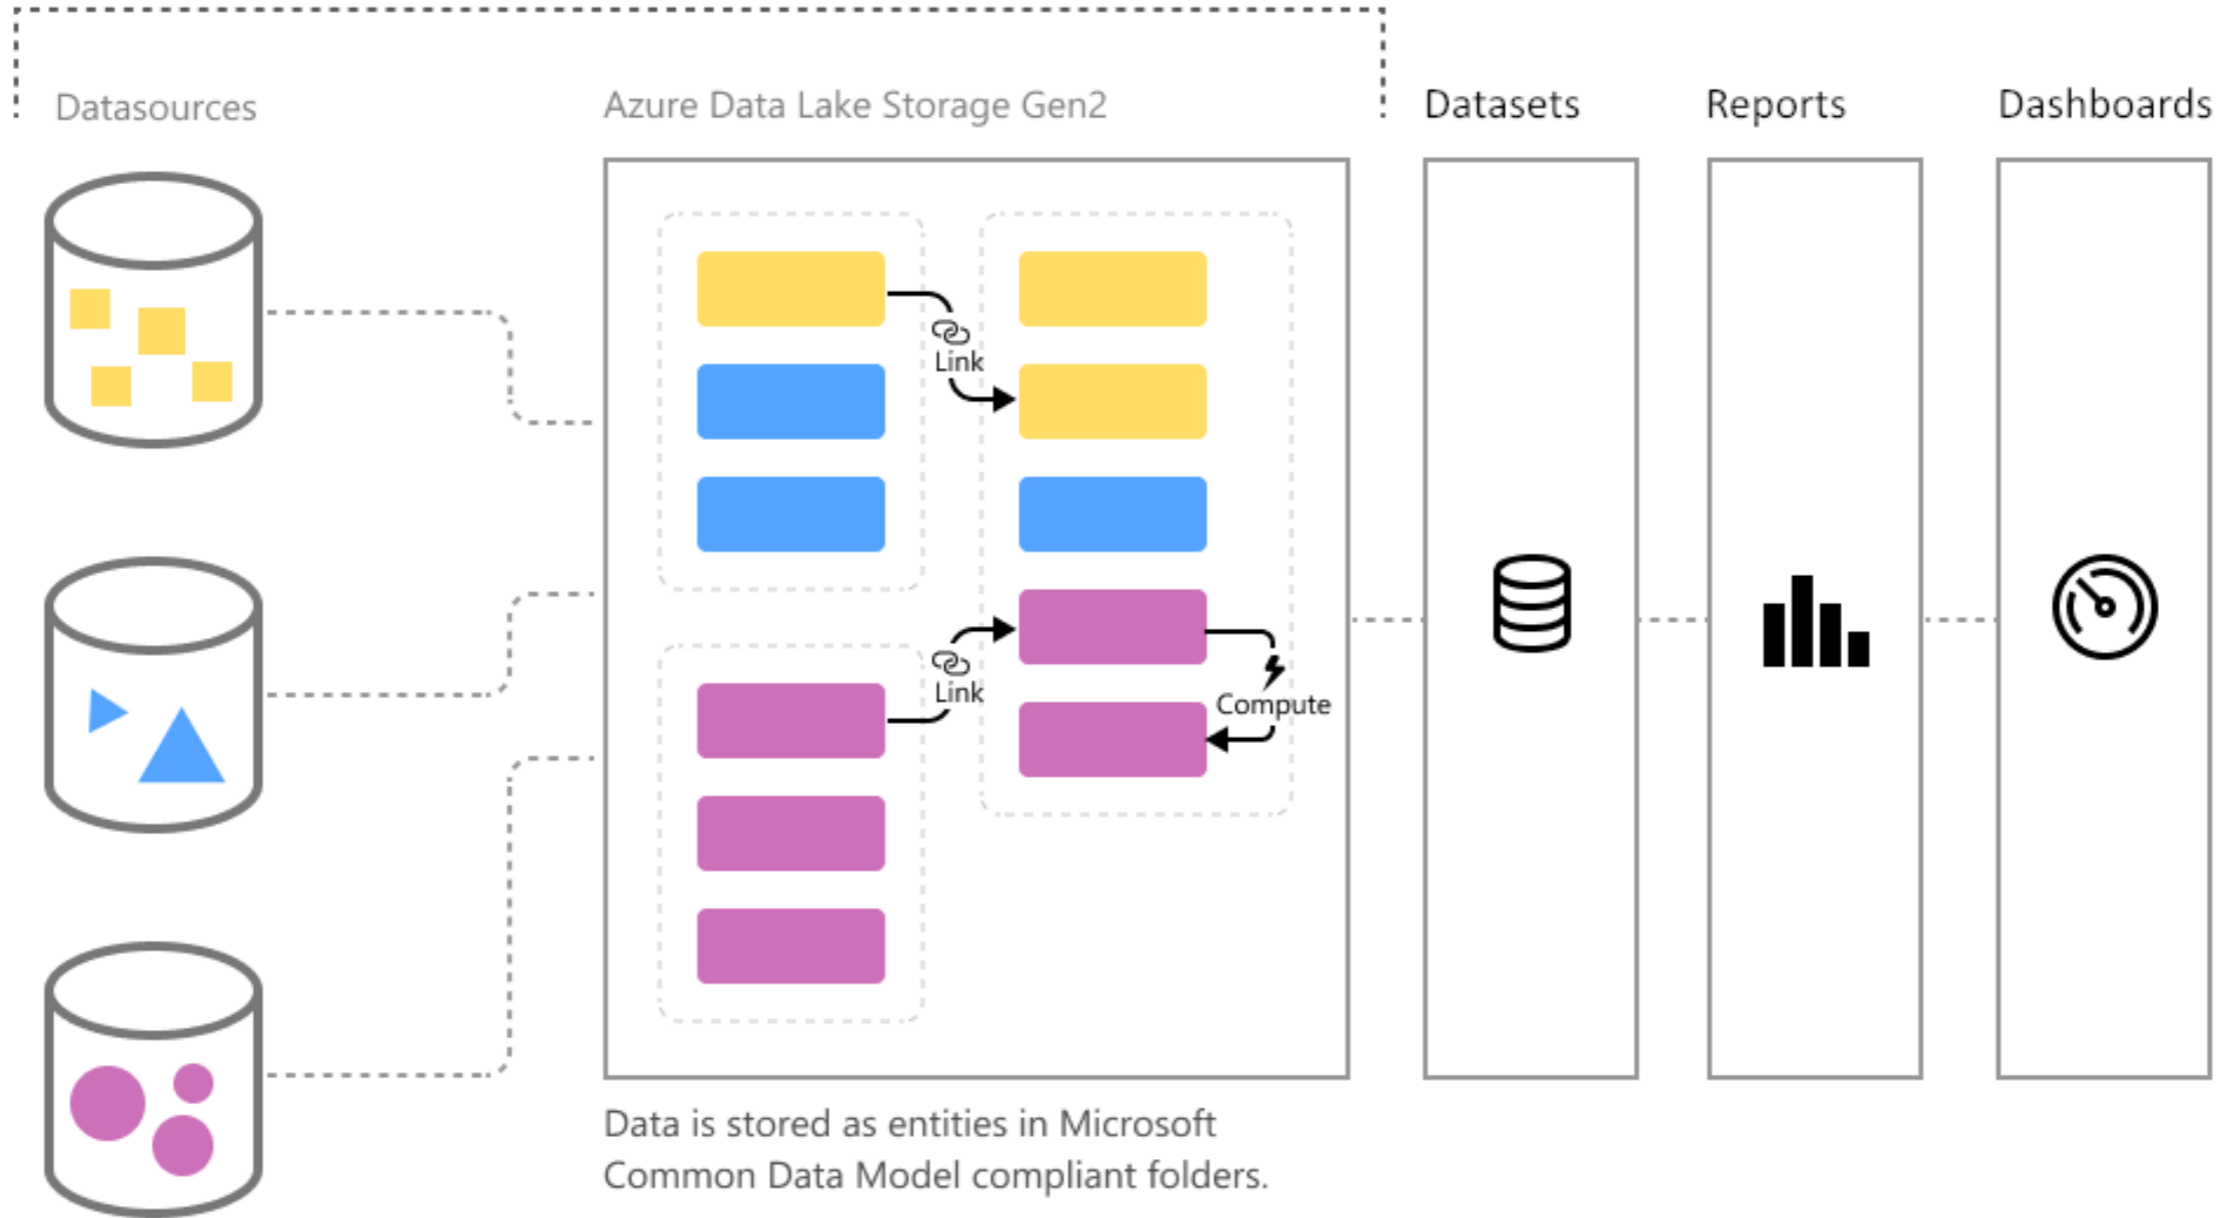 Datasources
Azure Data Lake Storage Gen2
Datasets
Reports
Dashboards
Link
Link
Compute
Data is stored as entities in Microsoft
Common Data Model compliant folders.